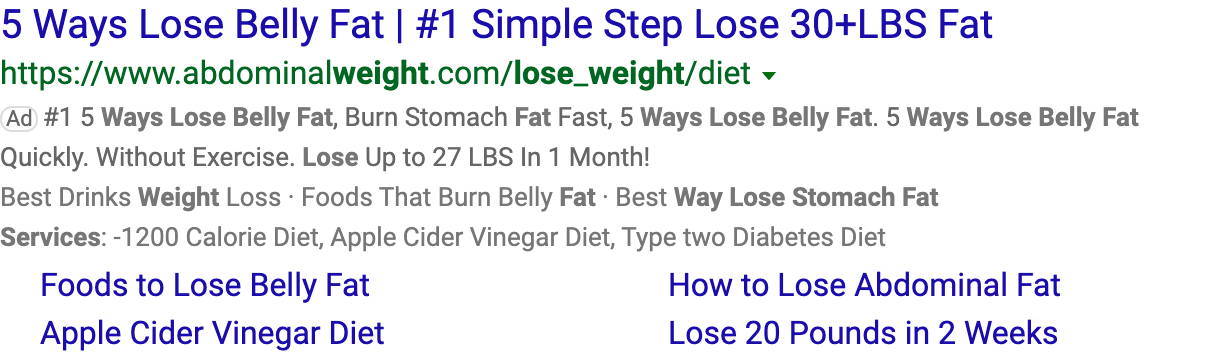 5 Ways Lose Belly Fat | #1 Simple Step Lose 30+LBS Fat
https://www.abdominalweight.com/lose_weight/diet
Ad #1 5 Ways Lose Belly Fat, Burn Stomach Fat Fast, 5 Ways Lose Belly Fat. 5 Ways Lose Belly Fat
Quickly. Without Exercise. Lose Up to 27 LBS In 1 Month!
Best Drinks Weight Loss · Foods That Burn Belly Fat · Best Way Lose Stomach Fat
Services: -1200 Calorie Diet, Apple Cider Vinegar Diet, Type two Diabetes Diet
Foods to Lose Belly Fat
How to Lose Abdominal Fat
Apple Cider Vinegar Diet
Lose 20 Pounds in 2 Weeks